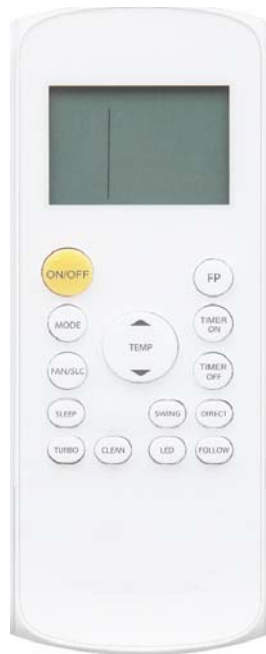 ON/OFF FP
MODE TIMER
ON
TEMP
FAN/SLC TIMER
OFF
SLEEP SWING DIRECT
TURBO CLEAN LED FOLLOW